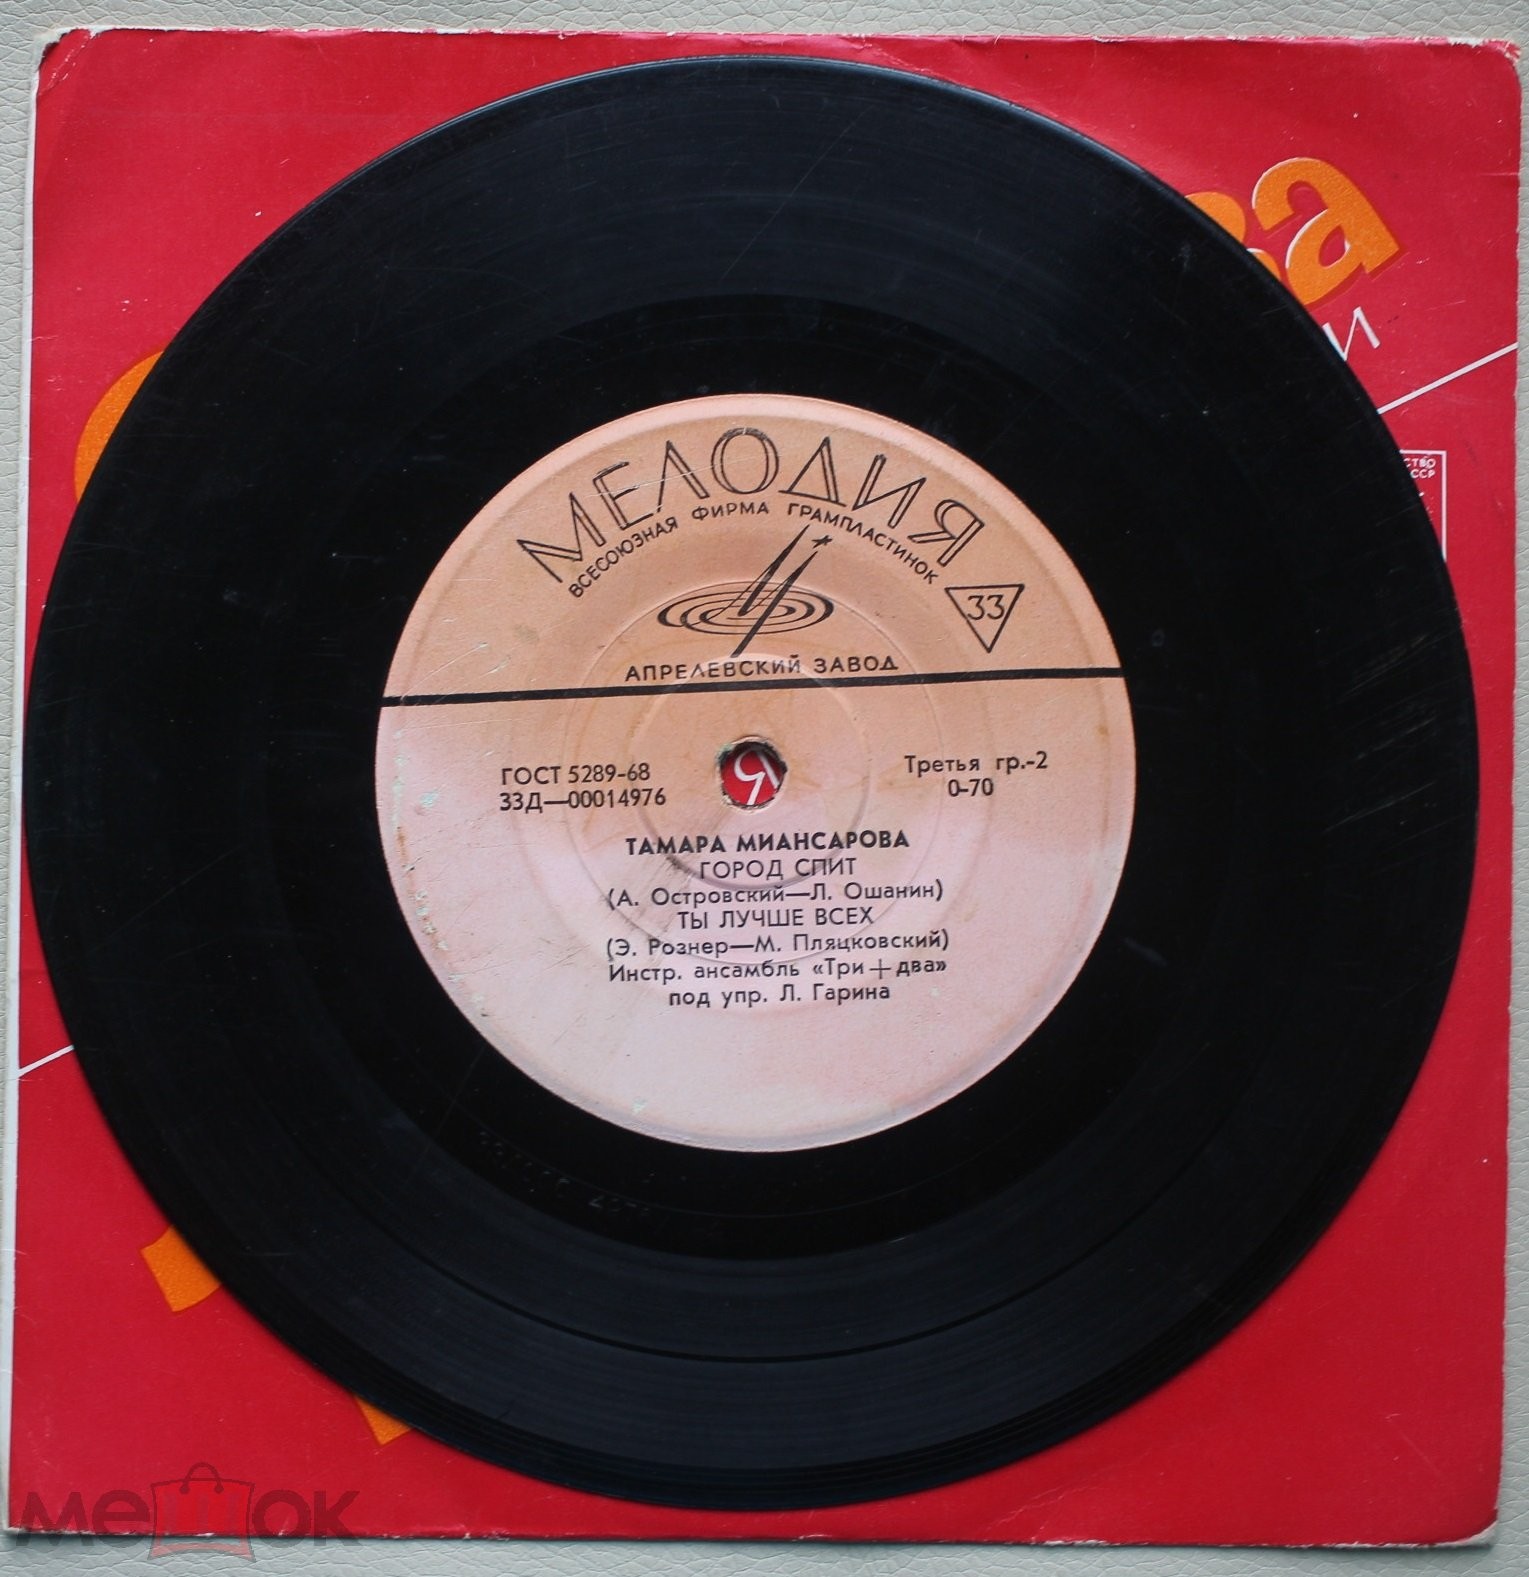 МЕЛОДИЯ
ВСЕСОЮЗНАЯ ФИРМА ГРАМПЛАСТИНОК
33
АПРЕЛЕВСКИЙ ЗАВОД
ГОСТ 5289-68
33Д—00014976
Третья гр.-2
0-70
ТАМАРА МИАНСАРОВА
ГОРОД СПИТ
(А. Островский—Л. Ошанин)
ТЫ ЛУЧШЕ ВСЕХ
(Э. Рознер—М. Пляцковский)
Инстр. ансамбль «Три+два»
под упр. Л. Гарина
мешок